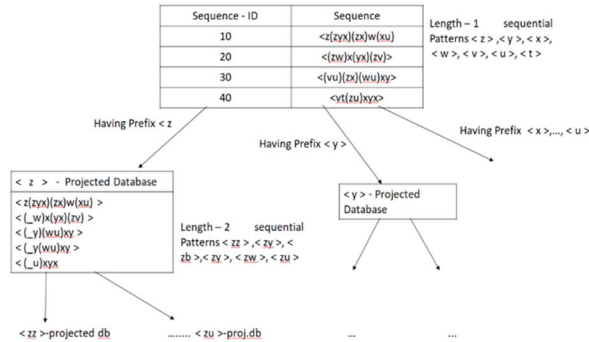 Sequence - ID Sequence
10 <z(zyx)(zx)w(xu)
20 <(zw)x(yx)(zv)>
30 <(vu)(zx)(wu)xy>
40 <vt(zu)xyx>
Length – 1 sequential
Patterns < z > ,< y > ,< x >,
< w >, < v >, < u >, < t >
Having Prefix < z
Having Prefix < y >
Having Prefix < x >,..., < u >
< z > - Projected Database
< z(zyx)(zx)w(xu) >
< (_w)x(yx)(zv) >
< (_y)(wu)xy >
< (_y(wu)xy >
< (_u)xyx
Length – 2 sequential
Patterns < zz > ,< zy >, <
zb >,< zy >, < zw >, < zu >
< y > - Projected
Database
< zz >-projected db
........ < zu >-proj.db
...
...